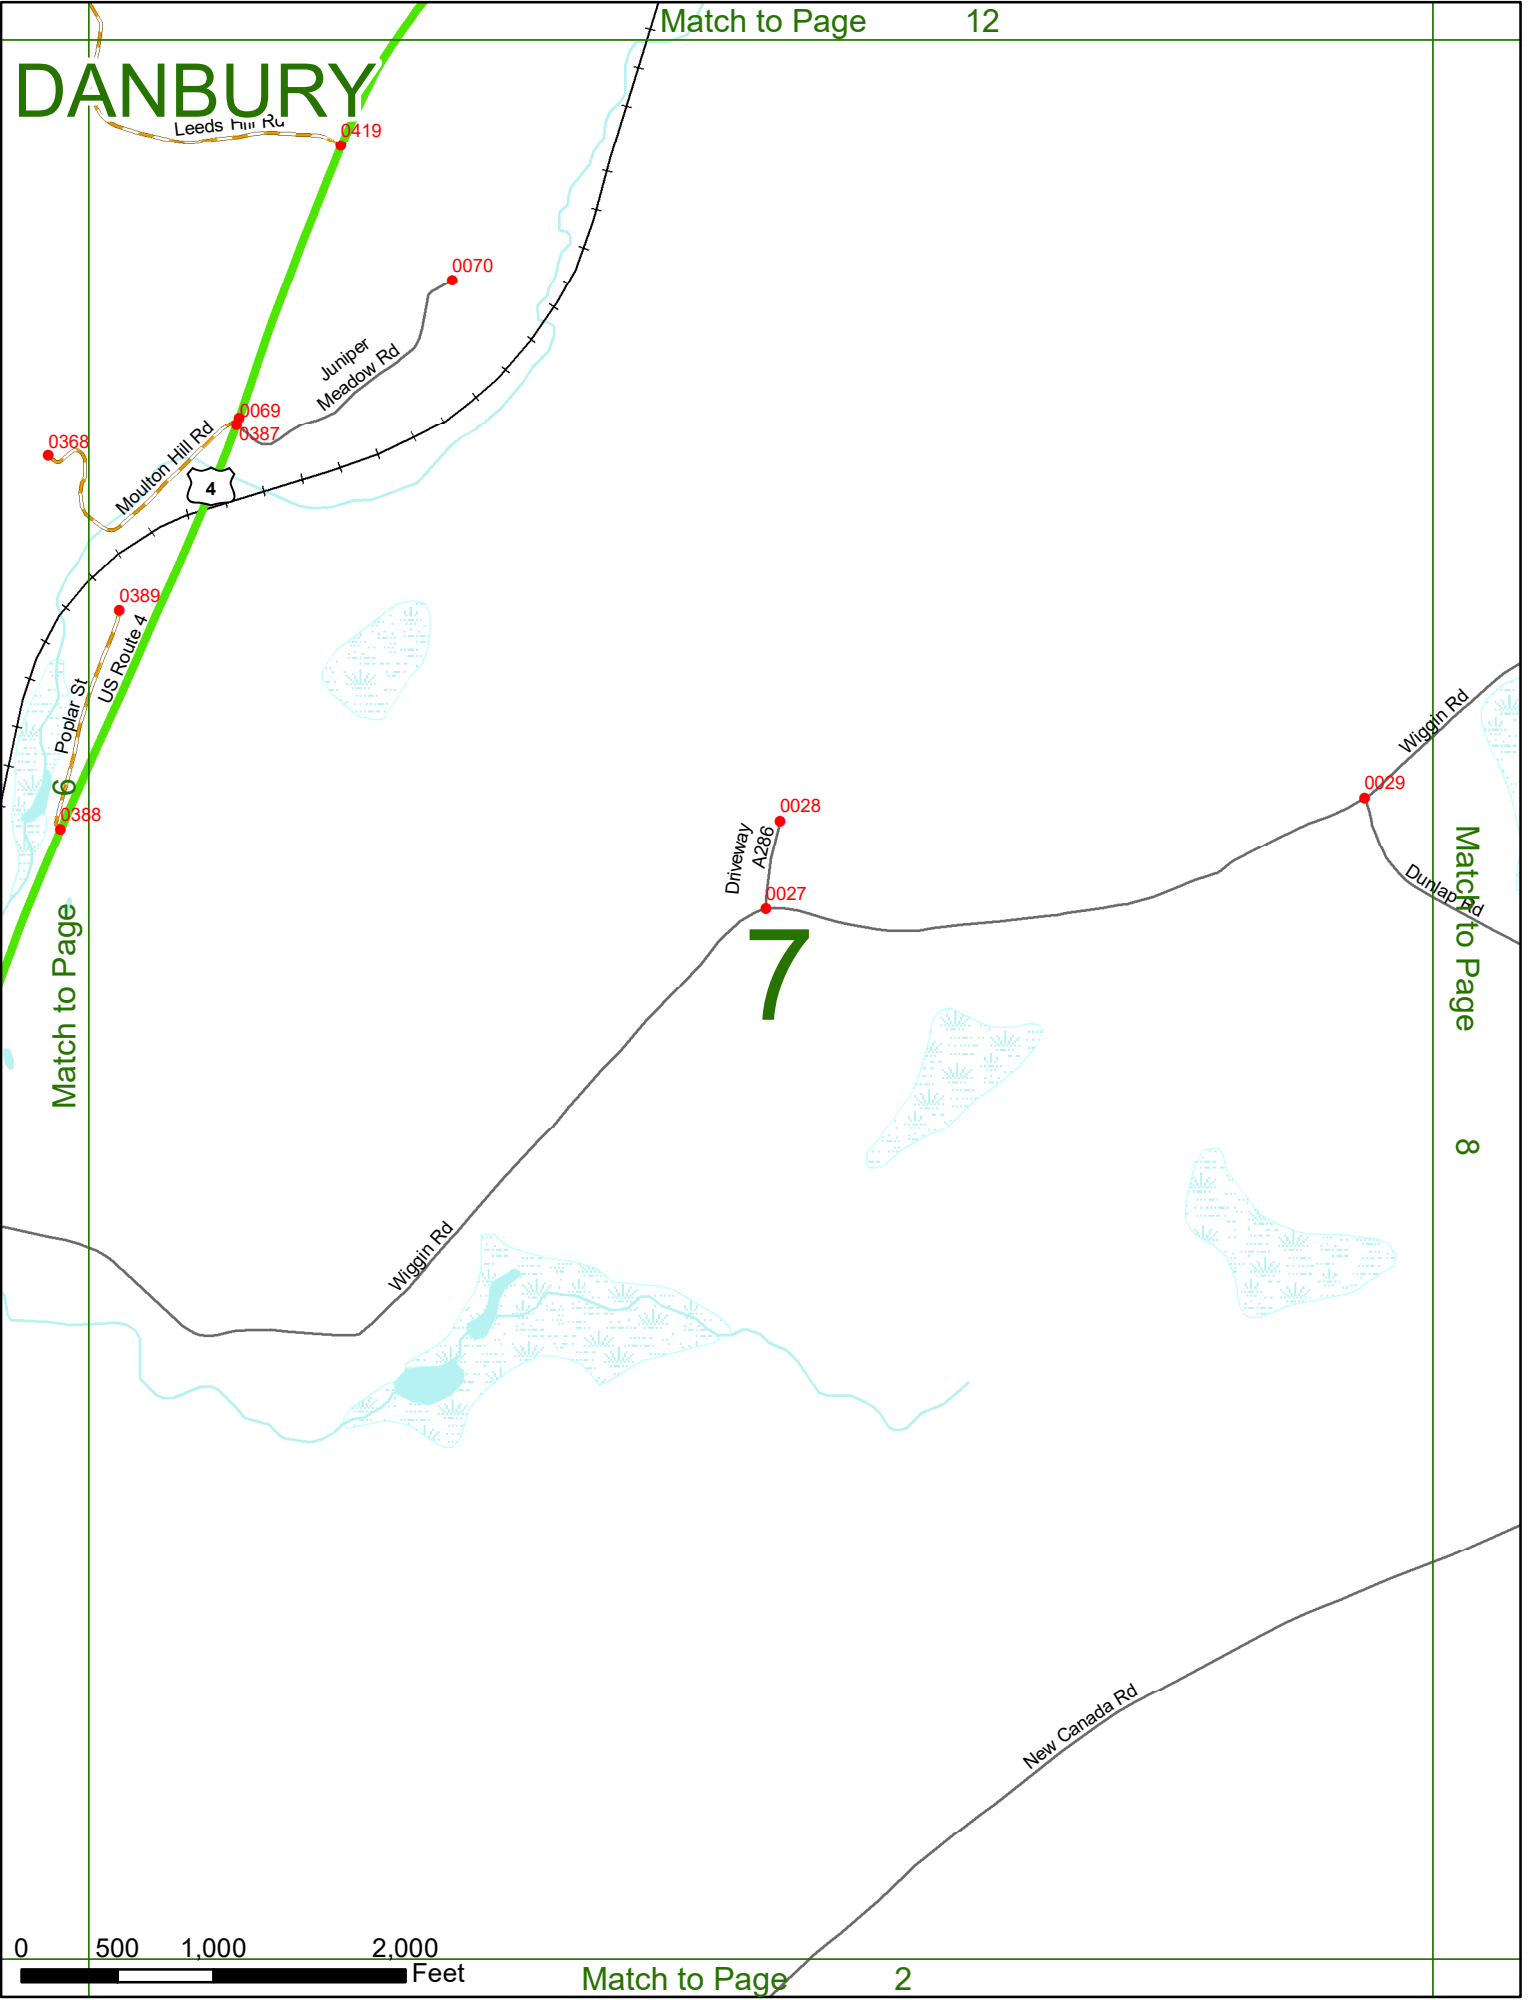 Match to Page 12
DANBURY
Leeds Hill Rd
0419
0070
Juniper
Meadow Rd
0069
0387
0368
Moulton Hill Rd
4
0389
US Route 4
Poplar St
6
0388
Match to Page
Wiggin Rd
0029
0028
Driveway
A286
0027
Dunlap Rd
Match to Page
8
7
Wiggin Rd
New Canada Rd
0 500 1,000 2,000
Feet
Match to Page 2